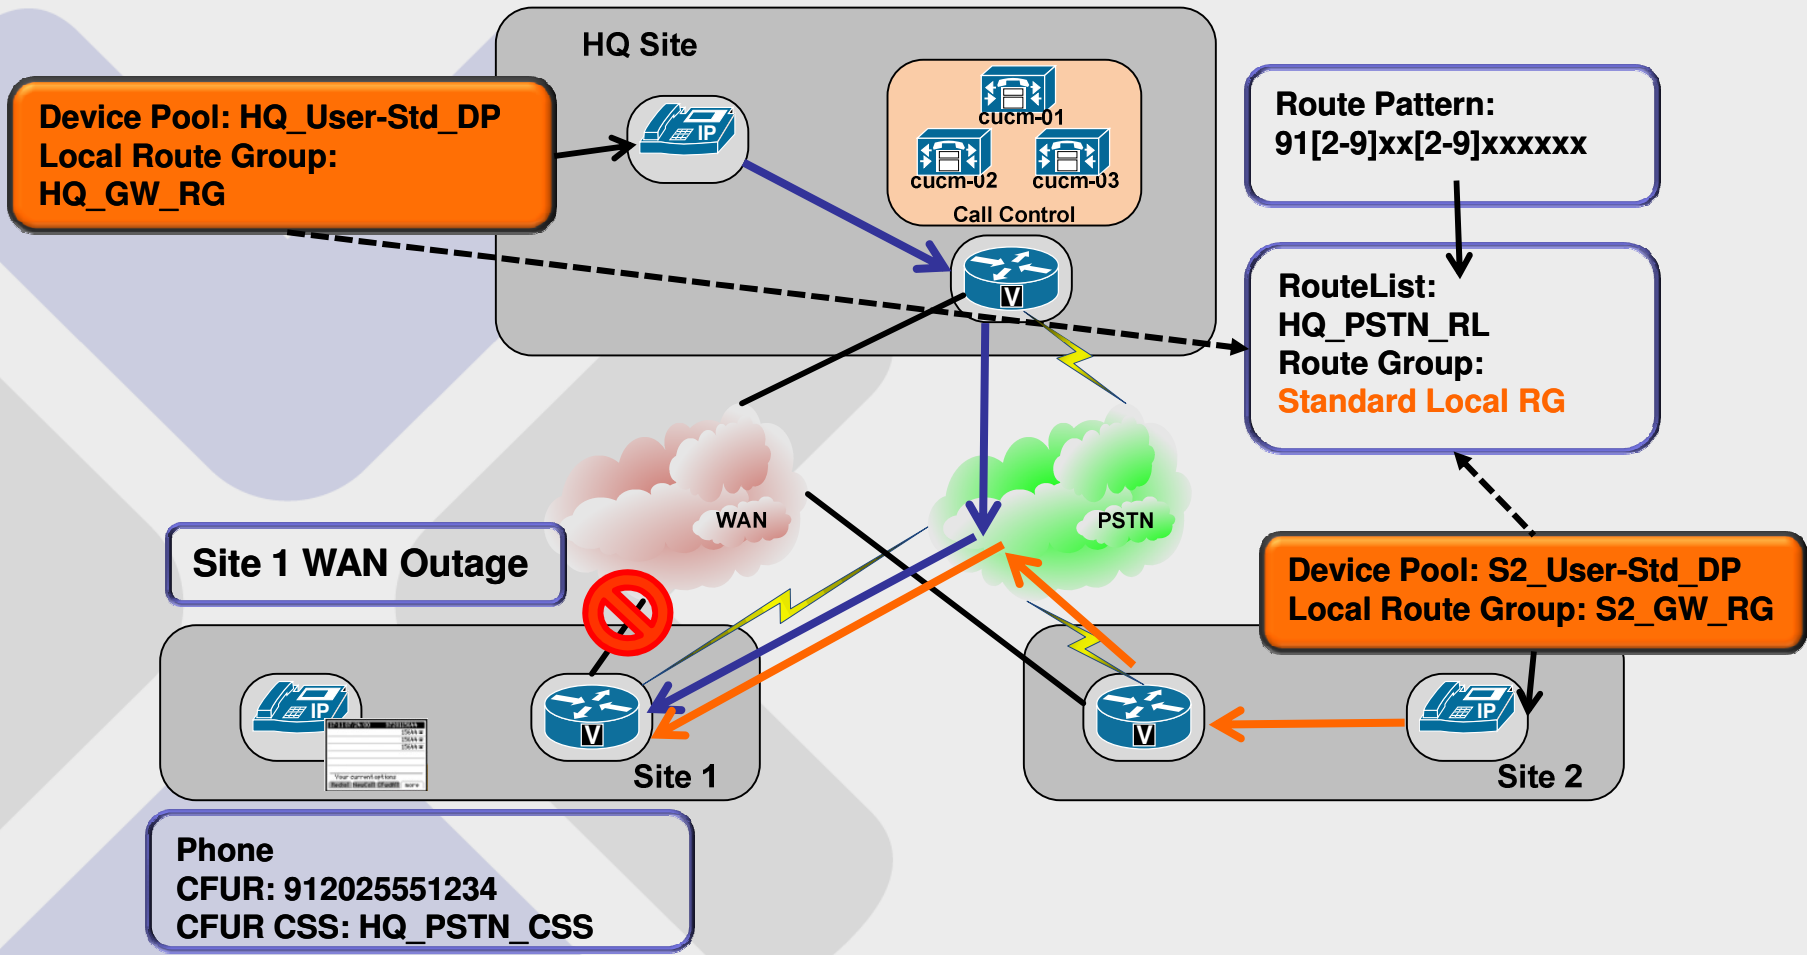 HQ Site
Device Pool: HQ_User-Std_DP
Local Route Group:
HQ_GW_RG
IP
cucm-01
cucm-02
cucm-03
Call Control
V
Route Pattern:
91[2-9]xx[2-9]xxxxxx
RouteList:
HQ_PSTN_RL
Route Group:
Standard Local RG
WAN
PSTN
Site 1 WAN Outage
Device Pool: S2_User-Std_DP
Local Route Group: S2_GW_RG
IP
V
Site 1
Your current options
V
IP
Site 2
Phone
CFUR: 912025551234
CFUR CSS: HQ_PSTN_CSS